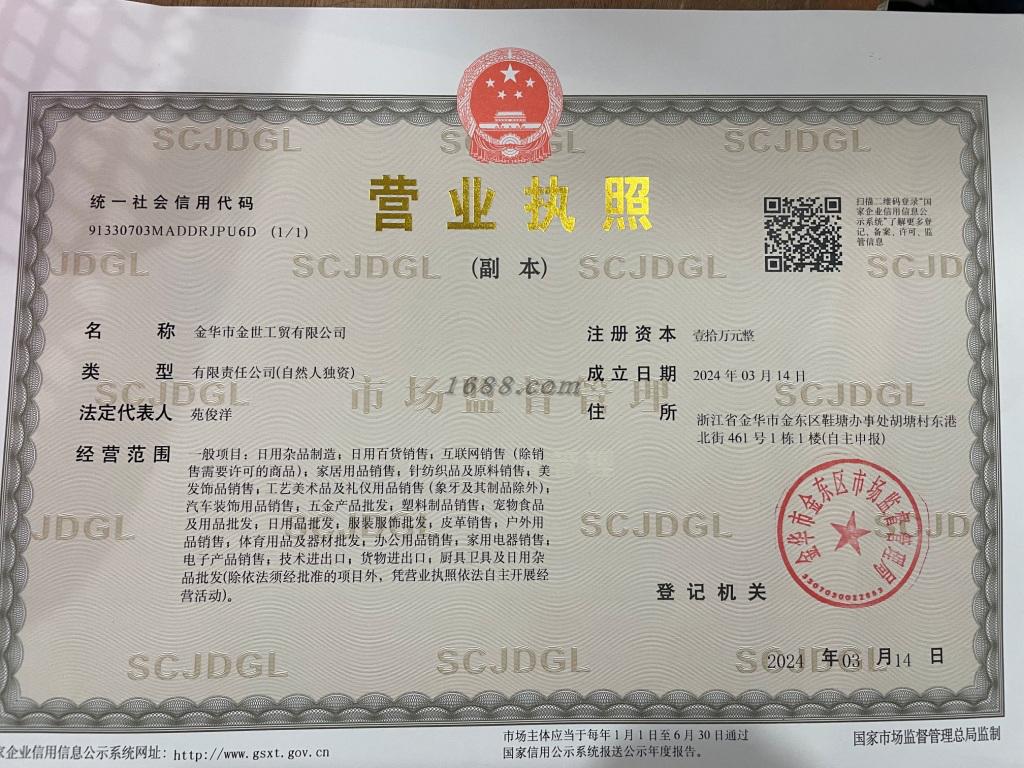 SCJDGL SCJDGL SCJDGL
营业执照
(副 本)
统一社会信用代码
91330703MADDRJPU6D (1/1)
扫描二维码登录“国
家企业信用信息公
示系统”了解更多登
记、备案、许可、监
管信息
JDGL SCJDGL SCJDGL SCJD
名 称 金华市金世工贸有限公司
类 型 有限责任公司(自然人独资)
法定代表人 苑俊洋
经营范围 一般项目：日用杂品制造；日用百货销售；互联网销售（除销
售需要许可的商品）；家居用品销售；针纺织品及原料销售；美
发饰品销售；工艺美术品及礼仪用品销售（象牙及其制品除外）；
汽车装饰用品销售；五金产品批发；塑料制品销售；宠物食品
及用品批发；日用品批发；服装服饰批发；皮革销售；户外用
品销售；体育用品及器材批发；办公用品销售；家用电器销售；
电子产品销售；技术进出口；货物进出口；厨具卫具及日用杂
品批发(除依法须经批准的项目外，凭营业执照依法自主开展经
营活动)。
注册资本 壹拾万元整
成立日期 2024年03月14日
住 所 浙江省金华市金东区鞋塘办事处胡塘村东港
北街461号1栋1楼(自主申报)
SCJDGL 市场监督管理 SCJDGL
1688.com
JDGL SCJDGL SCJD
金华市金东区市场监督管理局
3307030022883
登记机关
2024 年 03 月 14 日
SCJDGL SCJDGL SCJDGL
家企业信用信息公示系统网址：http://www.gsxt.gov.cn
市场主体应当于每年1月1日至6月30日通过
国家信用公示系统报送公示年度报告。
国家市场监督管理总局监制